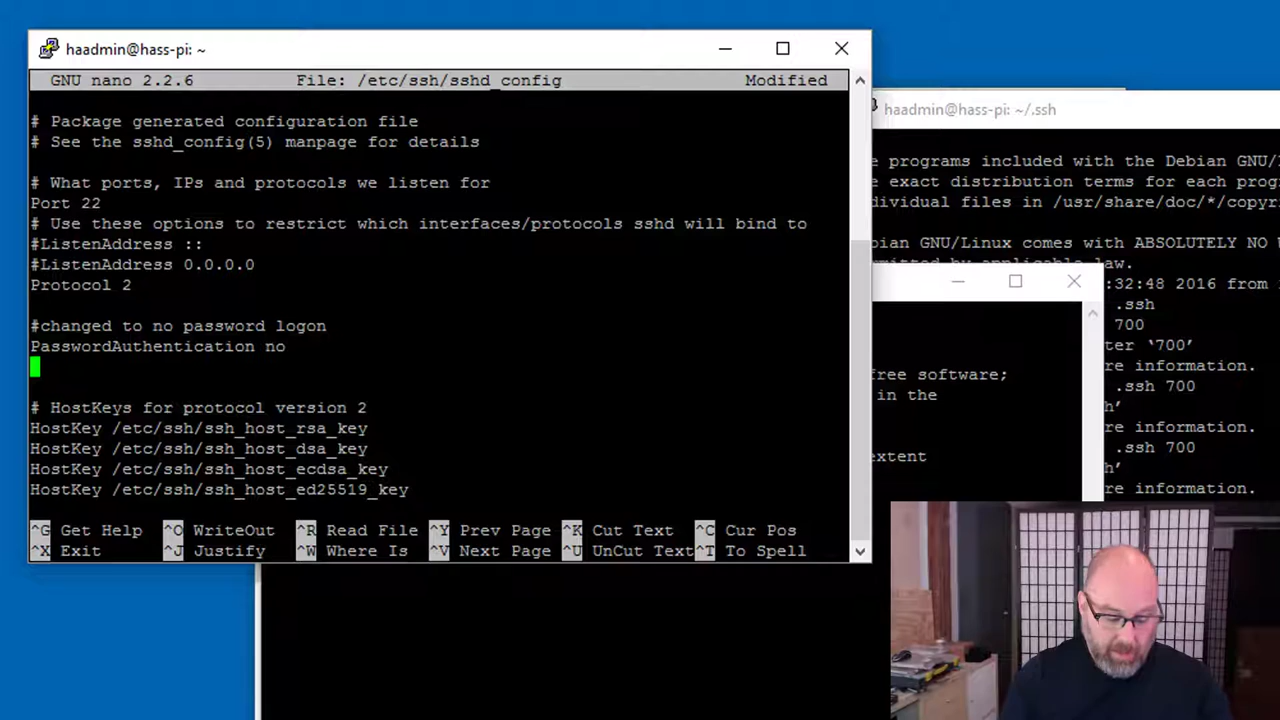 haadmin@hass-pi: ~
GNU nano 2.2.6 File: /etc/ssh/sshd_config Modified
# Package generated configuration file
# See the sshd_config(5) manpage for details
# What ports, IPs and protocols we listen for
Port 22
# Use these options to restrict which interfaces/protocols sshd will bind to
#ListenAddress ::
#ListenAddress 0.0.0.0
Protocol 2
#changed to no password logon
PasswordAuthentication no
# HostKeys for protocol version 2
HostKey /etc/ssh/ssh_host_rsa_key
HostKey /etc/ssh/ssh_host_dsa_key
HostKey /etc/ssh/ssh_host_ecdsa_key
HostKey /etc/ssh/ssh_host_ed25519_key
^G Get Help ^O WriteOut ^R Read File ^Y Prev Page ^K Cut Text ^C Cur Pos
^X Exit ^J Justify ^W Where Is ^V Next Page ^U UnCut Text ^T To Spell
haadmin@hass-pi: ~/.ssh
e programs included with the Debian GNU/
e exact distribution terms for each prog
dividual files in /usr/share/doc/*/copyr
bian GNU/Linux comes with ABSOLUTELY NO
mitted by applicable law.
:32:48 2016 from
.ssh
700
ter ‘700’
re information.
.ssh 700
h’
re information.
.ssh 700
h’
re information.
free software;
in the
extent